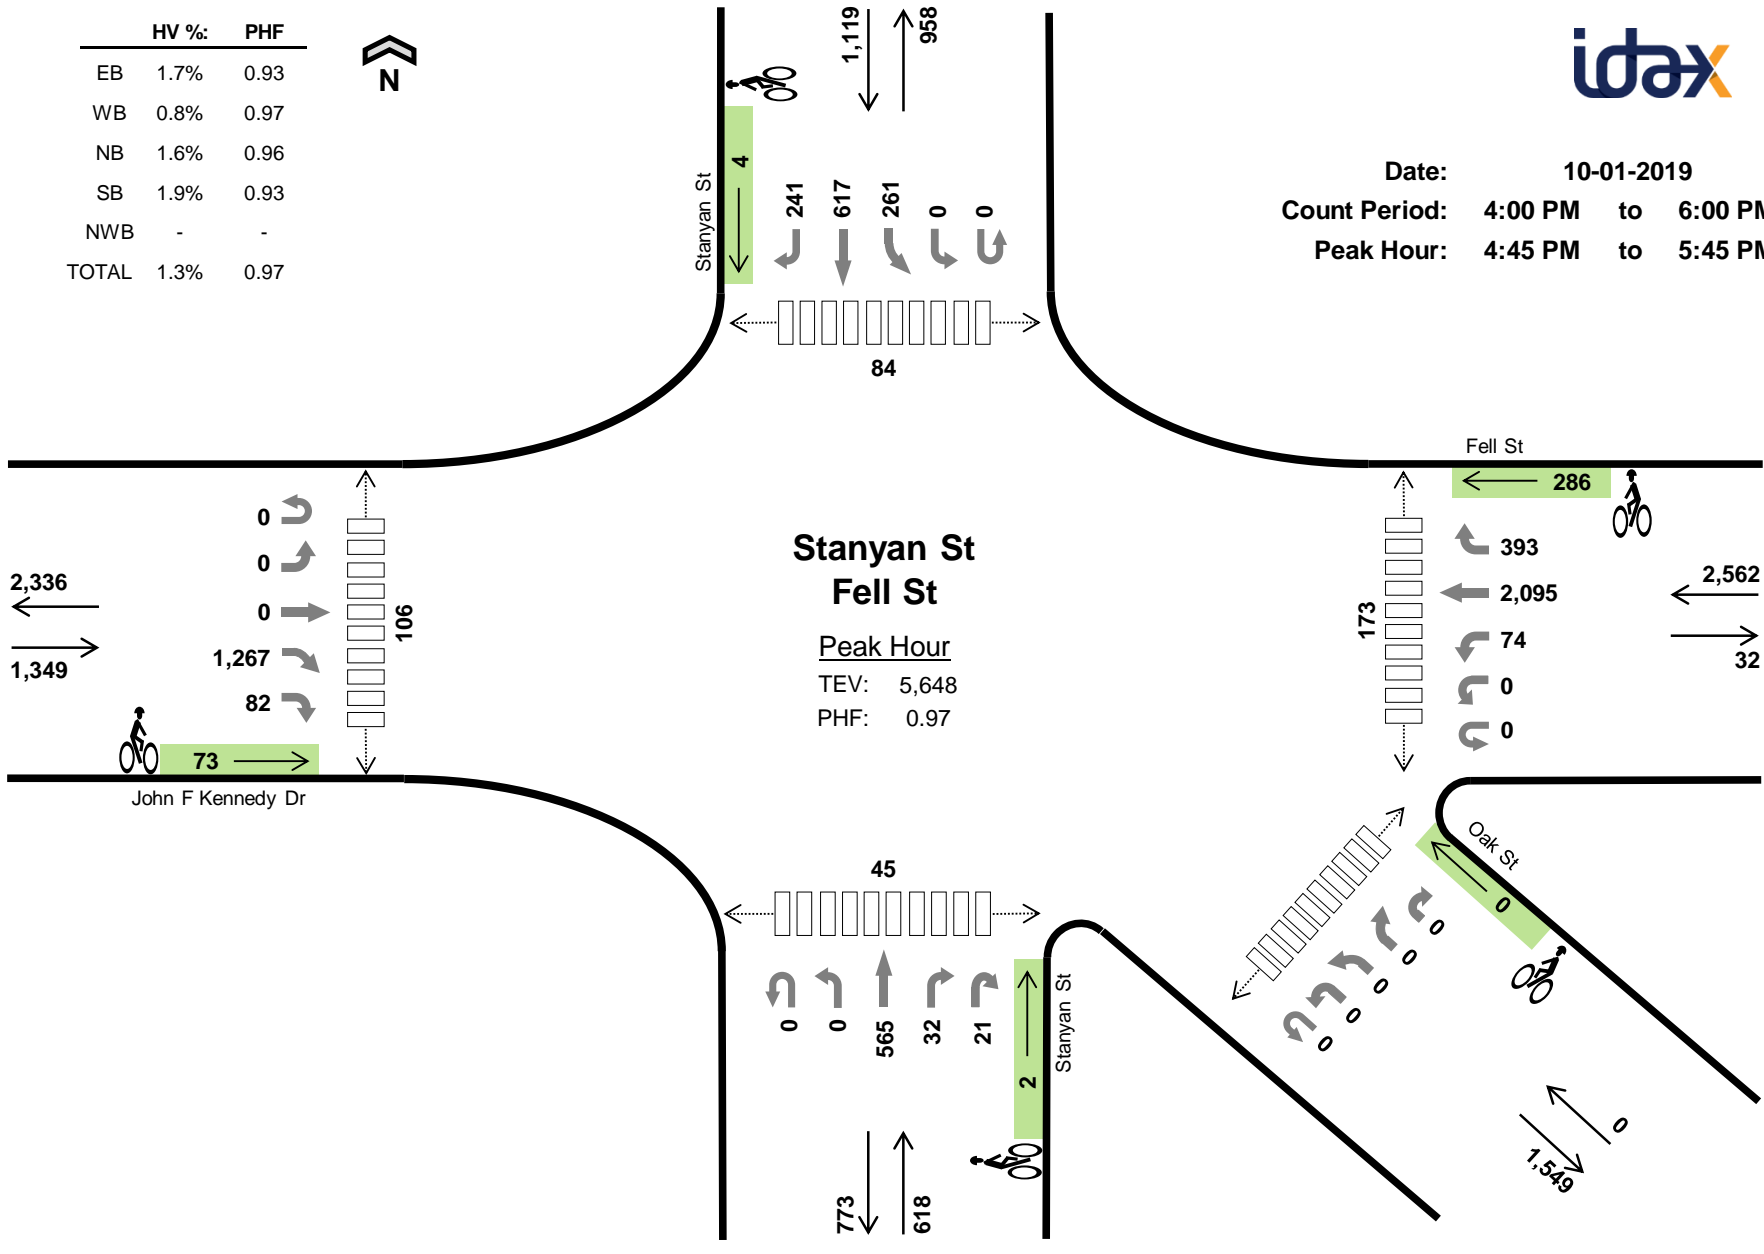 HV %: PHF
EB 1.7% 0.93
WB 0.8% 0.97
NB 1.6% 0.96
SB 1.9% 0.93
NWB - -
TOTAL 1.3% 0.97
N
idax
Date: 10-01-2019
Count Period: 4:00 PM to 6:00 PM
Peak Hour: 4:45 PM to 5:45 PM
1,119
958
Stanyan St
4
241
617
261
0
0
84
Fell St
286
393
2,095
74
0
0
173
2,562
32
0
0
0
1,267
82
106
2,336
1,349
73
John F Kennedy Dr
Stanyan St
Fell St
Peak Hour
TEV: 5,648
PHF: 0.97
45
0
0
565
32
21
2
Stanyan St
773
618
Oak St
0
0
0
0
0
0
0
1,549